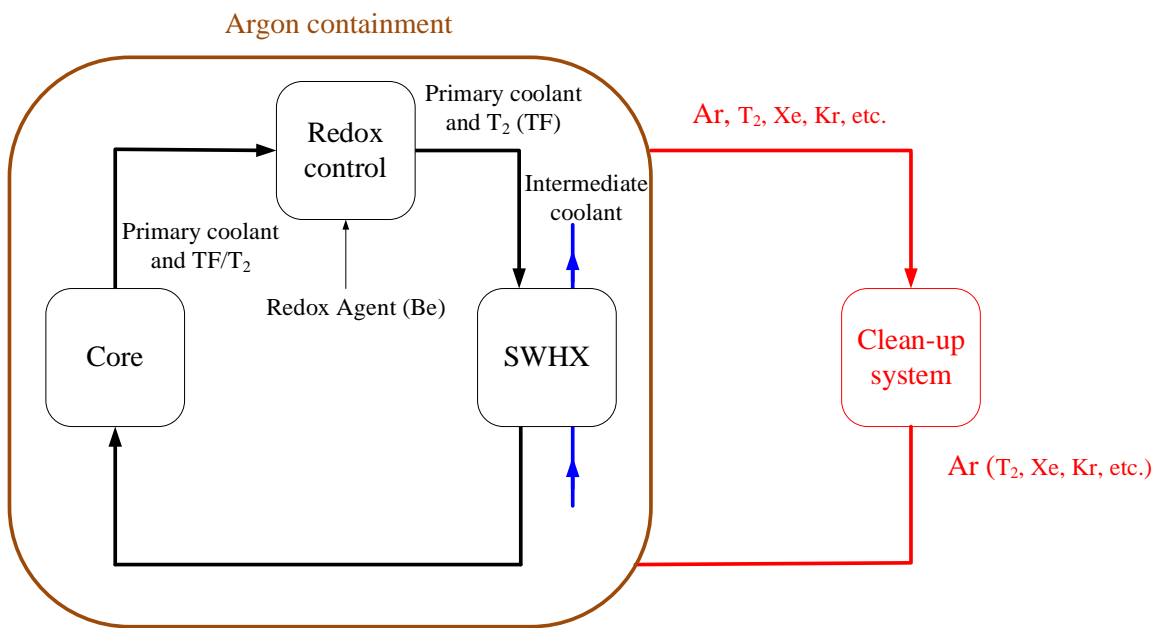 Argon containment
Redox
control
Primary coolant
and T₂ (TF)
Ar, T₂, Xe, Kr, etc.
Intermediate
coolant
Primary coolant
and TF/T₂
Redox Agent (Be)
Core
SWHX
Clean-up
system
Ar (T₂, Xe, Kr, etc.)